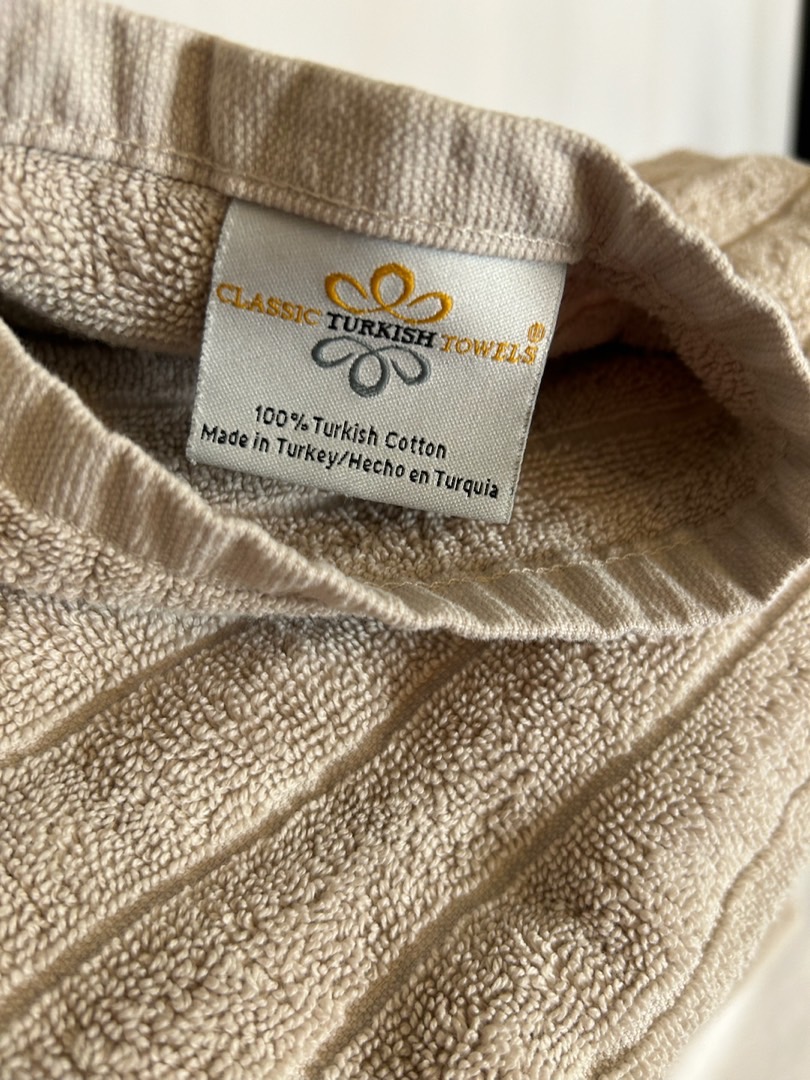 CLASSIC TURKISH TOWELS®
100% Turkish Cotton
Made in Turkey/Hecho en Turquia